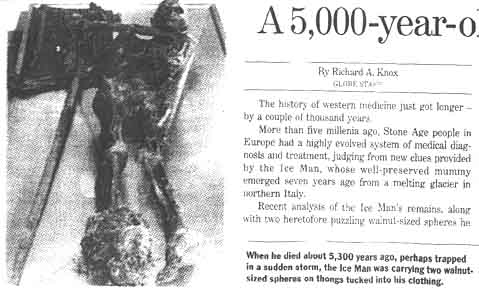 A 5,000-year-o
By Richard A. Knox
GLOBE STAFF
The history of western medicine just got longer –
by a couple of thousand years.
More than five millenia ago, Stone Age people in
Europe had a highly evolved system of medical diag-
nosis and treatment, judging from new clues provided
by the Ice Man, whose well-preserved mummy
emerged seven years ago from a melting glacier in
northern Italy.
Recent analysis of the Ice Man's remains, along
with two heretofore puzzling walnut-sized spheres he
When he died about 5,300 years ago, perhaps trapped
in a sudden storm, the Ice Man was carrying two walnut-
sized spheres on thongs tucked into his clothing.